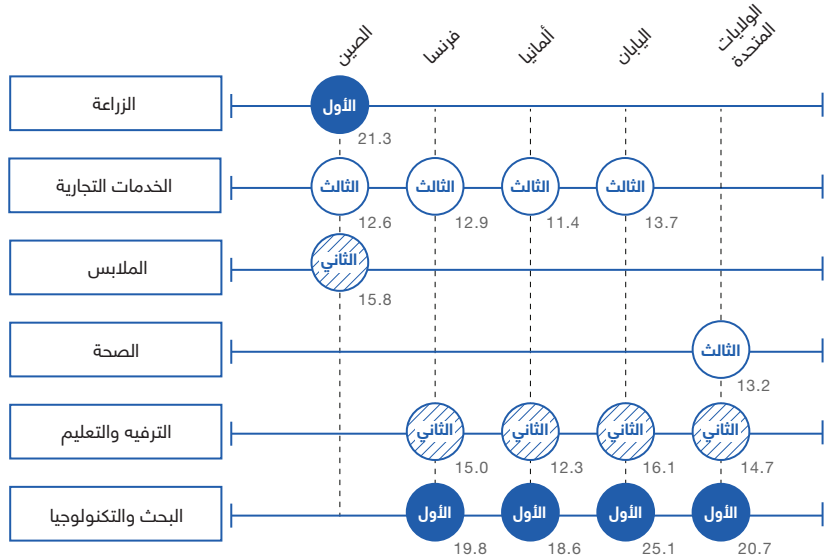 الصين
فرنسا
ألمانيا
اليابان
الولايات
المتحدة
الزراعة
الأول
21.3
الخدمات التجارية
الثالث
الثالث
الثالث
الثالث
12.6
12.9
11.4
13.7
الملابس
الثاني
15.8
الصحة
الثالث
13.2
الترفيه والتعليم
الثاني
الثاني
الثاني
الثاني
15.0
12.3
16.1
14.7
البحث والتكنولوجيا
الأول
الأول
الأول
الأول
19.8
18.6
25.1
20.7